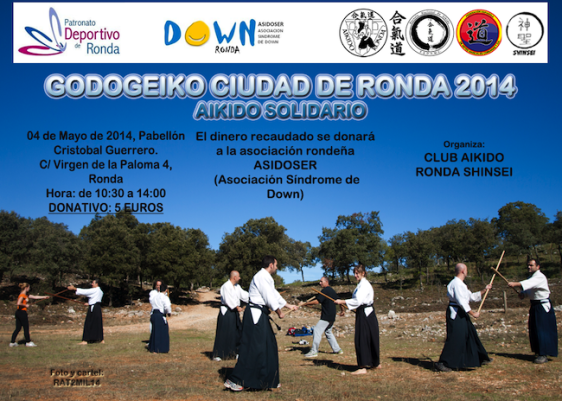 Patronato
Deportivo
de Ronda
DOWN
RONDA
ASIDOSER
ASOCIACIÓN
SÍNDROME
DE DOWN
合氣道
SHINSEI
GODOGEIKO CIUDAD DE RONDA 2014
AIKIDO SOLIDARIO
04 de Mayo de 2014, Pabellón
Cristobal Guerrero.
C/ Virgen de la Paloma 4,
Ronda
Hora: de 10:30 a 14:00
DONATIVO: 5 EUROS
El dinero recaudado se donará
a la asociación rondeña
ASIDOSER
(Asociación Síndrome de
Down)
Organiza:
CLUB AIKIDO
RONDA SHINSEI
Foto y cartel:
RAT2MIL16